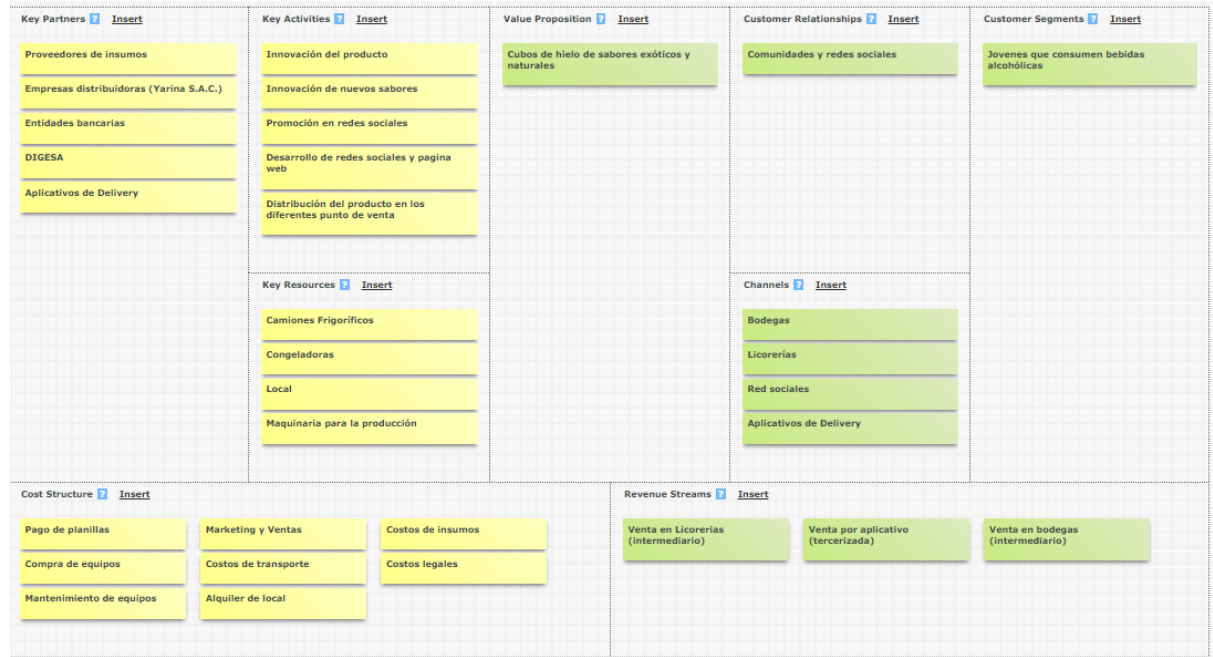 Key Partners ? Insert
Proveedores de insumos
Empresas distribuidoras (Yarina S.A.C.)
Entidades bancarias
DIGESA
Aplicativos de Delivery
Key Activities ? Insert
Innovación del producto
Innovación de nuevos sabores
Promoción en redes sociales
Desarrollo de redes sociales y pagina
web
Distribución del producto en los
diferentes punto de venta
Key Resources ? Insert
Camiones Frigoríficos
Congeladoras
Local
Maquinaria para la producción
Value Proposition ? Insert
Cubos de hielo de sabores exóticos y
naturales
Customer Relationships ? Insert
Comunidades y redes sociales
Channels ? Insert
Bodegas
Licorerías
Red sociales
Aplicativos de Delivery
Customer Segments ? Insert
Jovenes que consumen bebidas
alcohólicas
Cost Structure ? Insert
Pago de planillas
Marketing y Ventas
Costos de insumos
Compra de equipos
Costos de transporte
Costos legales
Mantenimiento de equipos
Alquiler de local
Revenue Streams ? Insert
Venta en Licorerías
(intermediario)
Venta por aplicativo
(tercerizada)
Venta en bodegas
(intermediario)